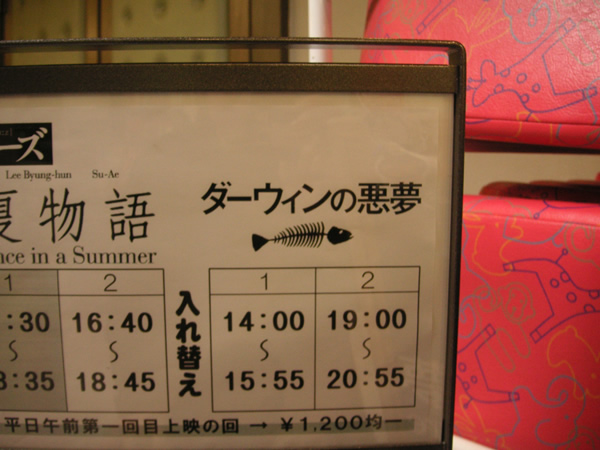 ーズ
Lee Byung-hun Su-Ae
夏物語
nce in a Summer
ダーウィンの悪夢
1 2
:30 16:40
~ ~
8:35 18:45
入れ替え
1 2
14:00 19:00
~ ~
15:55 20:55
平日午前第一回目上映の回 → ¥1,200均一